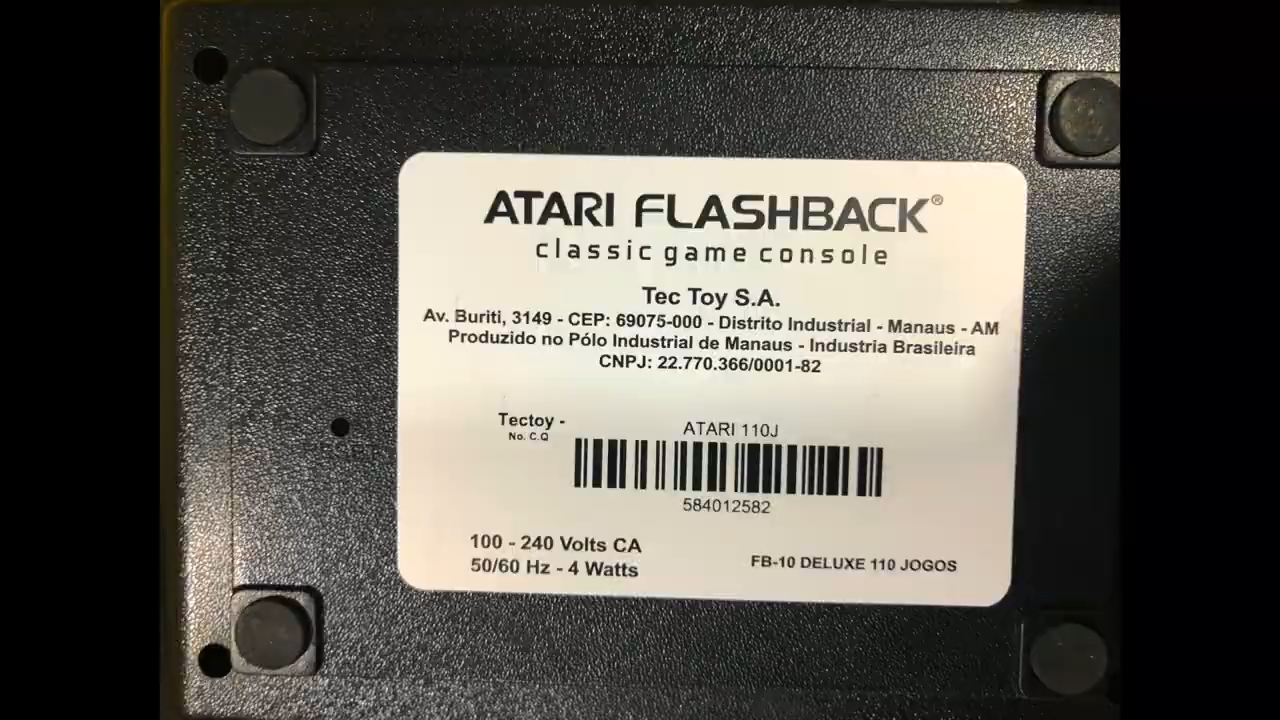 ATARI FLASHBACK®
classic game console
Tec Toy S.A.
Av. Buriti, 3149 - CEP: 69075-000 - Distrito Industrial - Manaus - AM
Produzido no Pólo Industrial de Manaus - Industria Brasileira
CNPJ: 22.770.366/0001-82
Tectoy -
No. C.Q
ATARI 110J
584012582
100 - 240 Volts CA
50/60 Hz - 4 Watts
FB-10 DELUXE 110 JOGOS